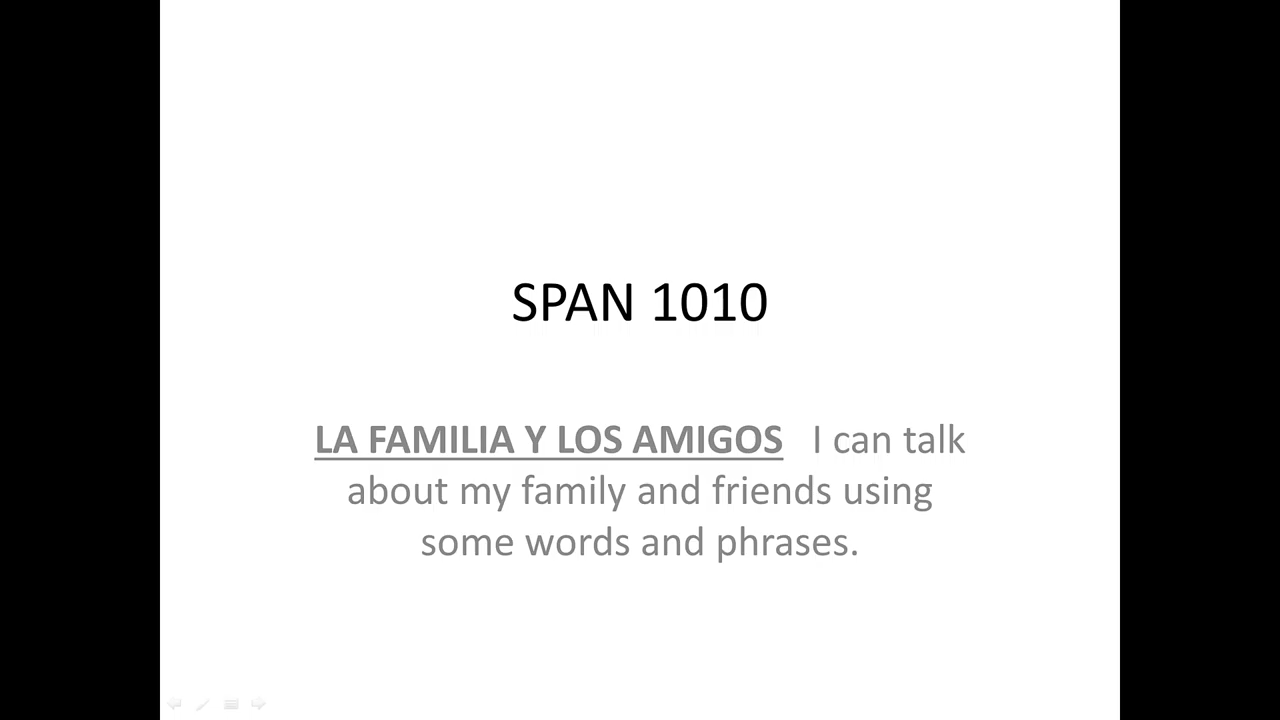 SPAN 1010
LA FAMILIA Y LOS AMIGOS I can talk
about my family and friends using
some words and phrases.